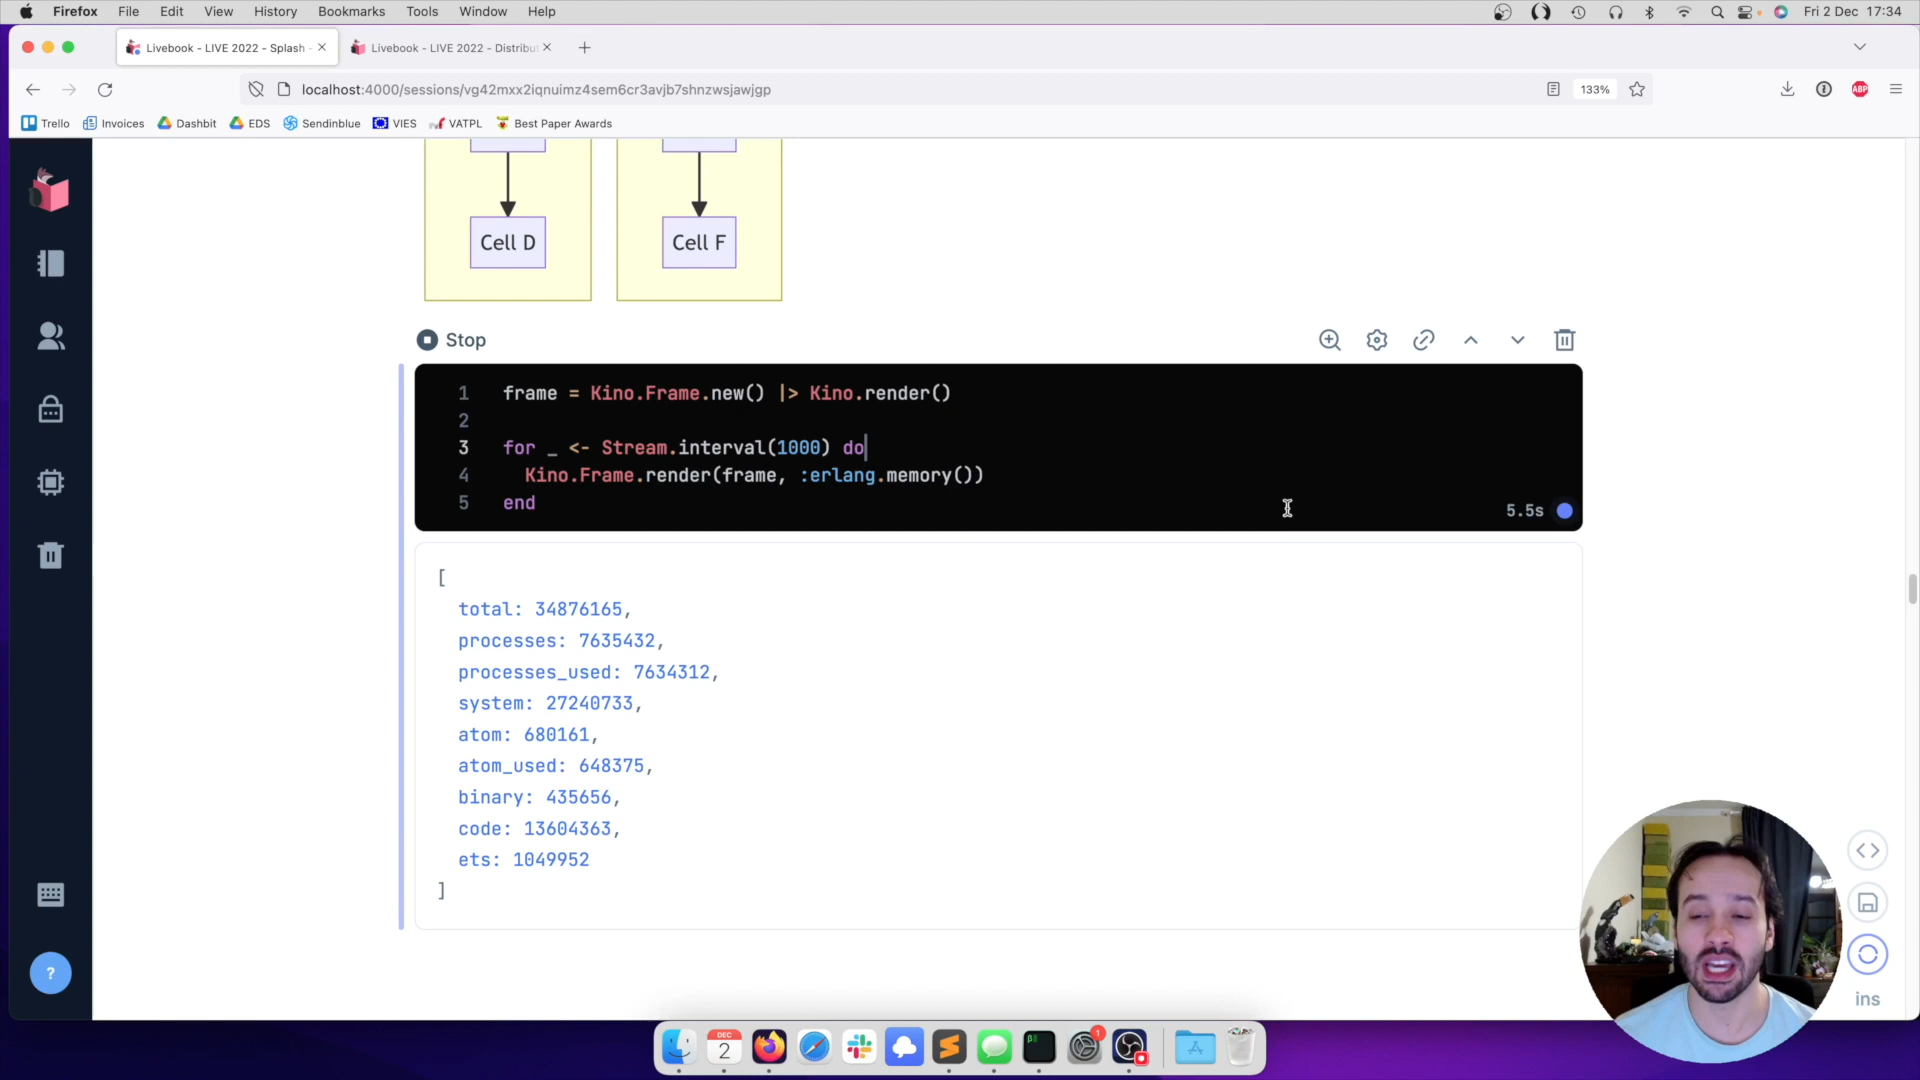 Firefox File Edit View History Bookmarks Tools Window Help Fri 2 Dec 17:34
Livebook - LIVE 2022 - Splash - Livebook - LIVE 2022 - Distribu
localhost:4000/sessions/vg42mxx2iqnuimz4sem6cr3avjb7shnzwsjawjgp 133% ABP
Trello Invoices Dashbit EDS Sendinblue VIES VATPL Best Paper Awards
Cell D Cell F
Stop
1 frame = Kino.Frame.new() |> Kino.render()
2
3 for _ <- Stream.interval(1000) do
4 Kino.Frame.render(frame, :erlang.memory())
5 end
5.5s
[
total: 34876165,
processes: 7635432,
processes_used: 7634312,
system: 27240733,
atom: 680161,
atom_used: 648375,
binary: 435656,
code: 13604363,
ets: 1049952
]
?
ins
DEC
2
1